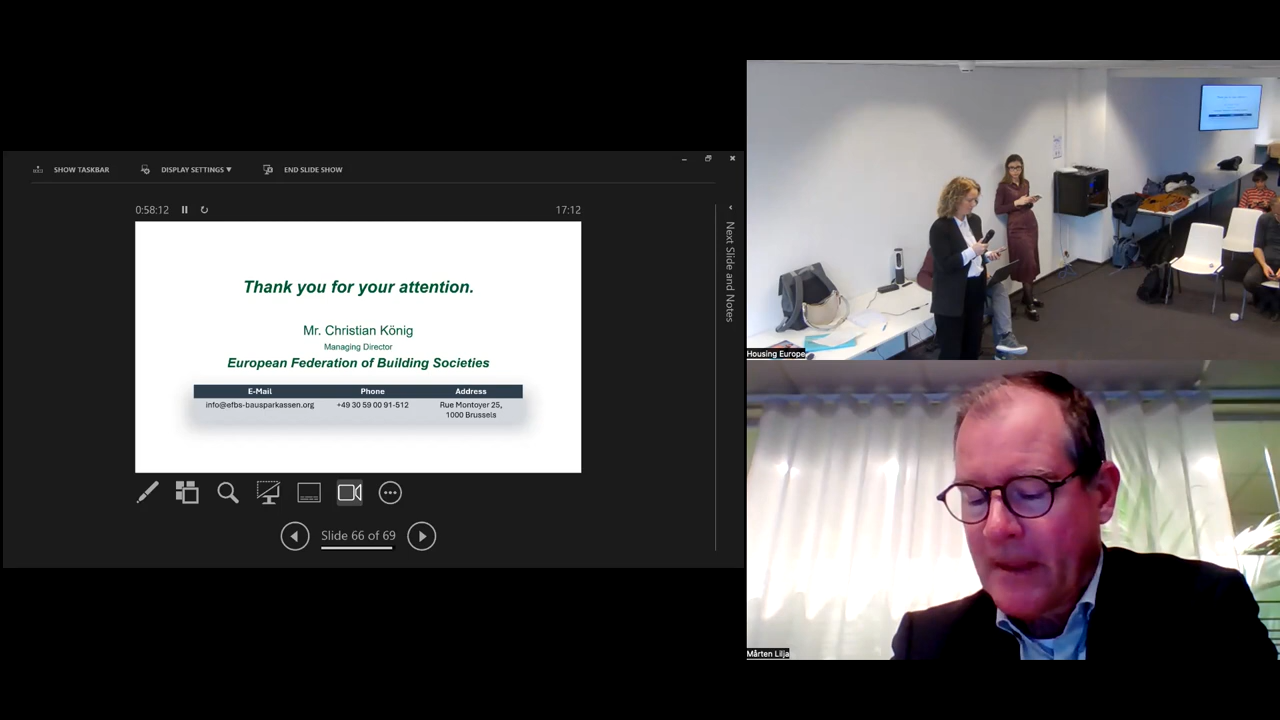 SHOW TASKBAR
DISPLAY SETTINGS ▼
END SLIDE SHOW
0:58:12
17:12
Thank you for your attention.
Mr. Christian König
Managing Director
European Federation of Building Societies
E-Mail Phone Address
info@efbs-bausparkassen.org +49 30 59 00 91-512 Rue Montoyer 25,
1000 Brussels
Slide 66 of 69
Next Slide and Notes
Housing Europe
Mårten Lilja